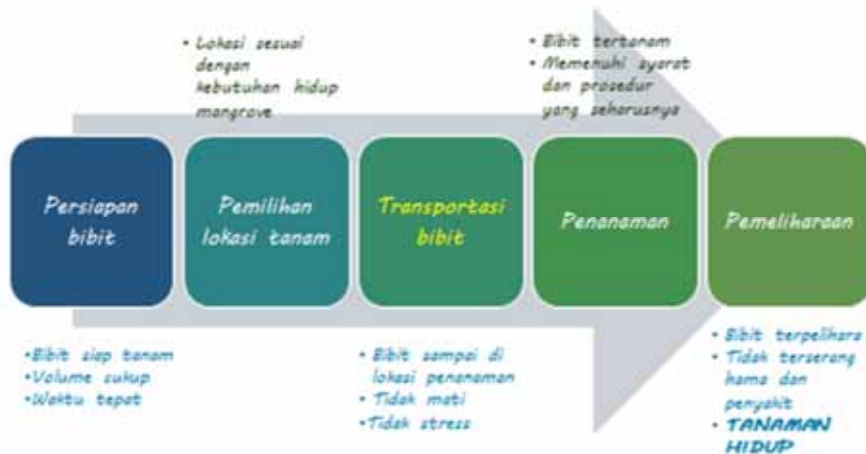 • Lokasi sesuai
dengan
kebutuhan hidup
mangrove
• Bibit tertanam
• Memenuhi syarat
dan prosedur
yang seharusnya
Persiapan
bibit
Pemilihan
lokasi tanam
Transportasi
bibit
Penanaman
Pemeliharaan
•Bibit siap tanam
•Volume sukup
•Waktu tepat
• Bibit sampai di
lokasi penanaman
• Tidak mati
•Tidak stress
• Bibit terpelihara
• Tidak terserang
hama dan
penyakit
• TANAMAN
HIDUP